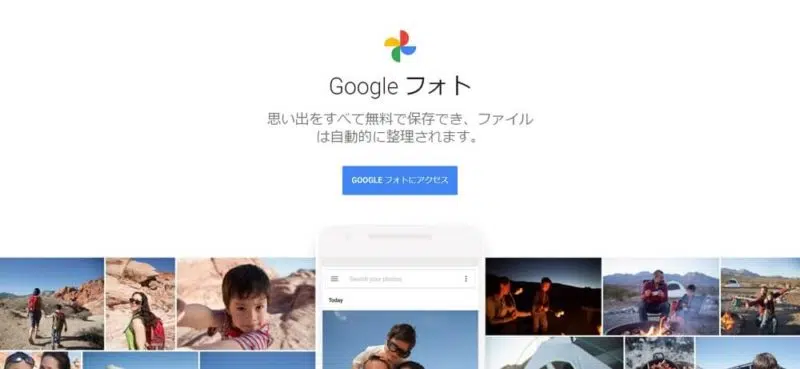 Google フォト
思い出をすべて無料で保存でき、ファイル
は自動的に整理されます。
GOOGLE フォトにアクセス
Search your photos
Today